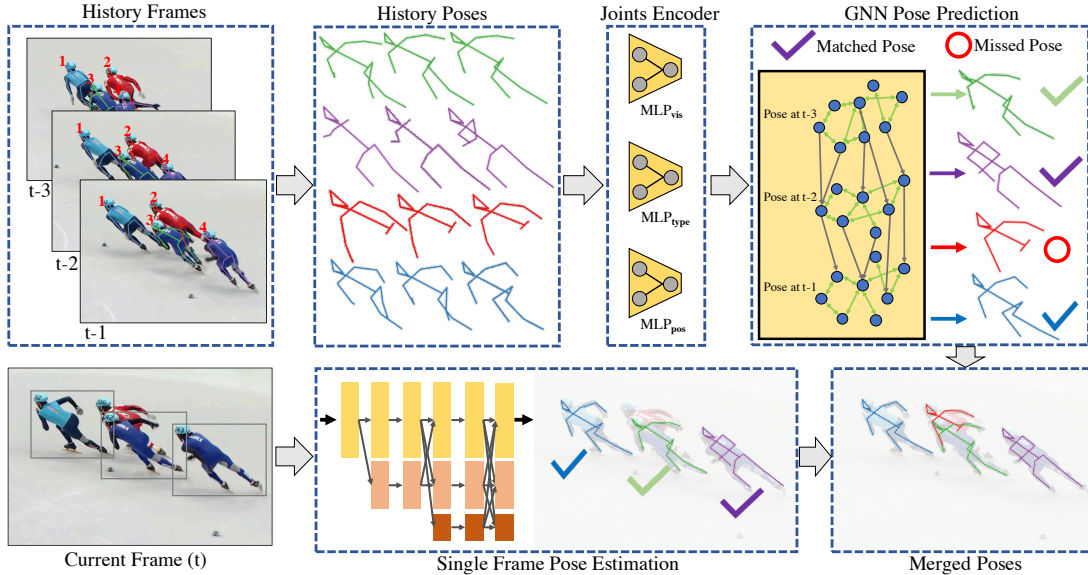 History Frames
History Poses
Joints Encoder
GNN Pose Prediction
1
2
3
3
t-3
1
2
3
4
t-2
1
2
3
4
t-1
MLPvis
MLPtype
MLPpos
Matched Pose
Missed Pose
Pose at t-3
Pose at t-2
Pose at t-1
Current Frame (t)
Single Frame Pose Estimation
Merged Poses